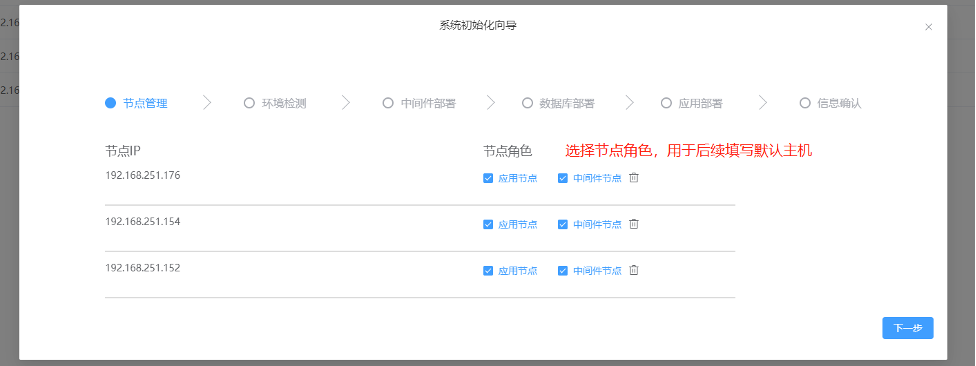 系统初始化向导
2.16
节点管理 环境检测 中间件部署 数据库部署 应用部署 信息确认
2.16
2.16
节点IP 节点角色 选择节点角色，用于后续填写默认主机
192.168.251.176 应用节点 中间件节点
192.168.251.154 应用节点 中间件节点
192.168.251.152 应用节点 中间件节点
下一步